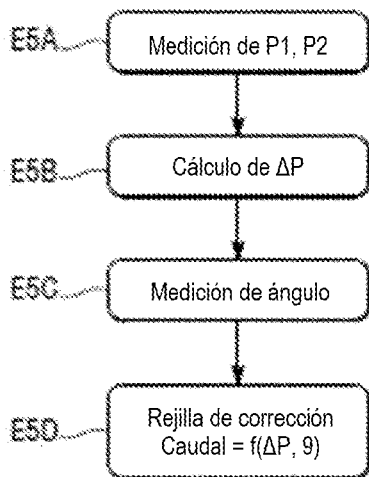 E5A
Medición de P1, P2
E5B
Cálculo de ΔP
E5C
Medición de ángulo
E5D
Rejilla de corrección
Caudal = f(ΔP, 9)